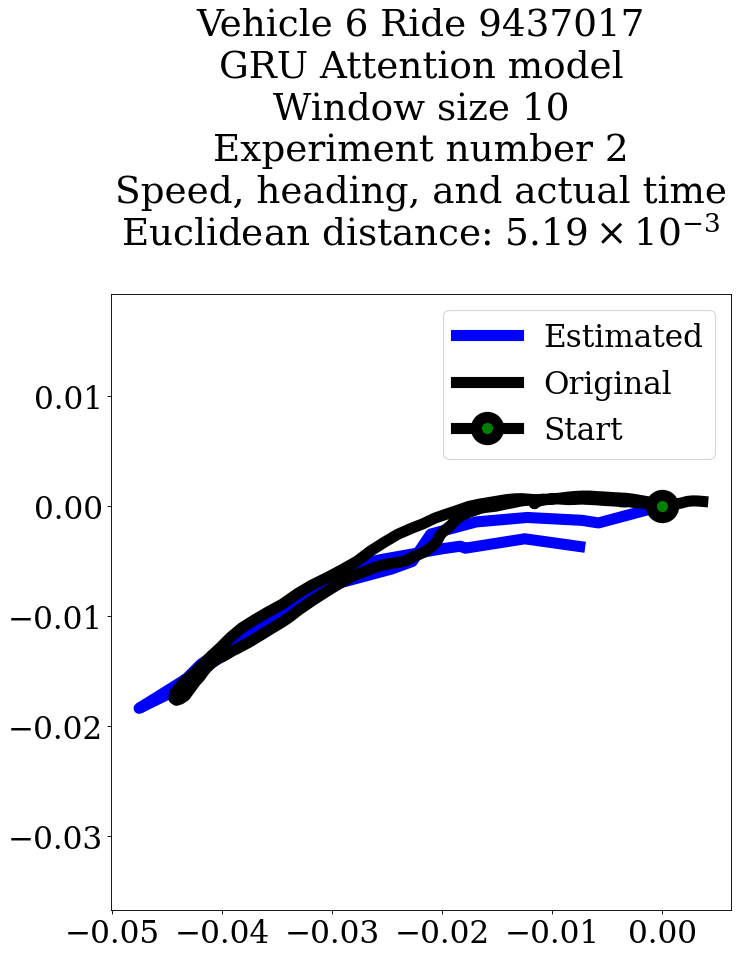 Vehicle 6 Ride 9437017
GRU Attention model
Window size 10
Experiment number 2
Speed, heading, and actual time
Euclidean distance: 5.19 × 10⁻³
Estimated
Original
Start
0.01
0.00
−0.01
−0.02
−0.03
−0.05 −0.04 −0.03 −0.02 −0.01 0.00